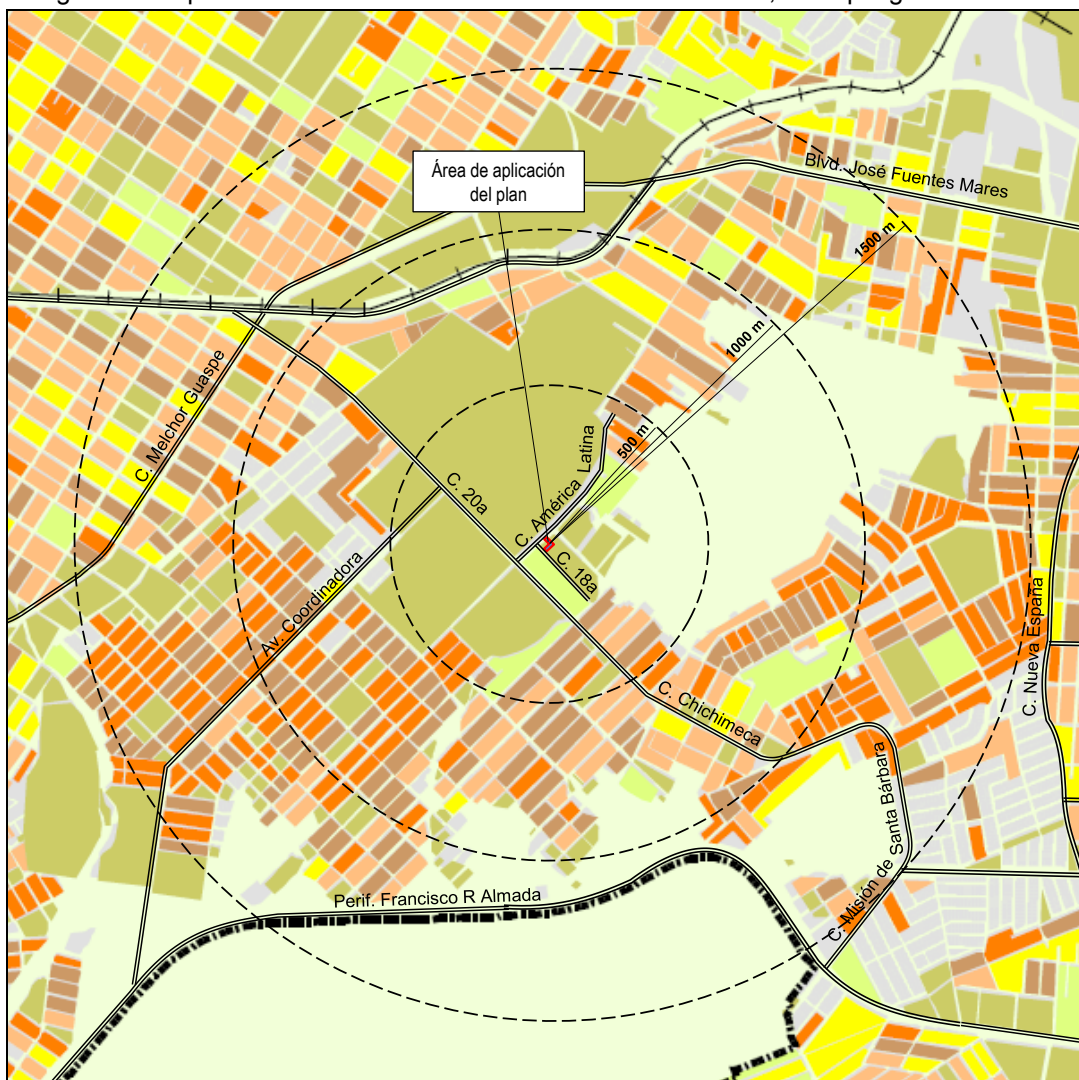 Área de aplicación
del plan
Blvd. José Fuentes Mares
1500 m
1000 m
500 m
C. Melchor Guaspe
C. 20a
C. América Latina
C. 18a
Av. Coordinadora
C. Nueva España
C. Chichimeca
C. Misión de Santa Bárbara
Perif. Francisco R Almada